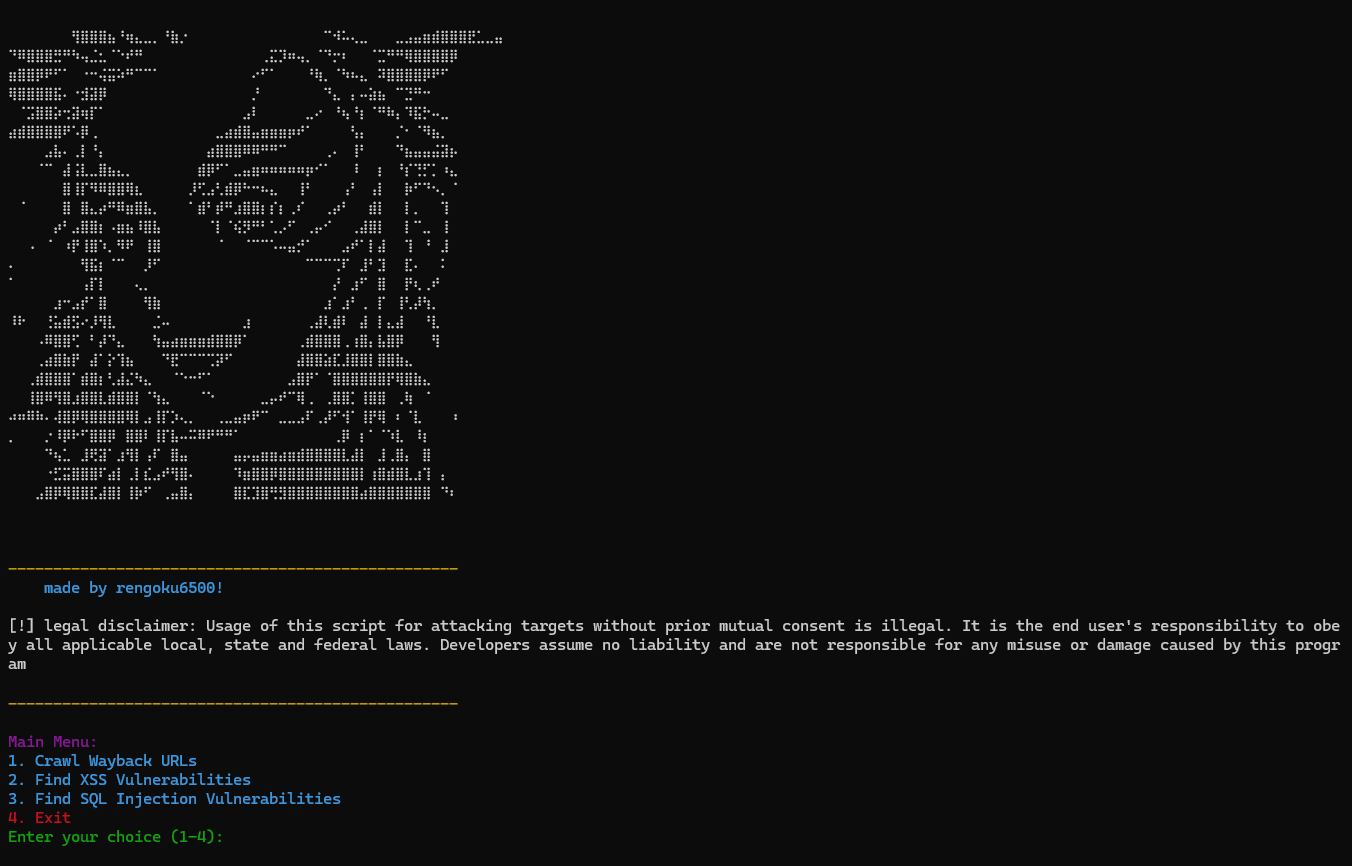 made by rengoku6500!
[!] legal disclaimer: Usage of this script for attacking targets without prior mutual consent is illegal. It is the end user's responsibility to obe
y all applicable local, state and federal laws. Developers assume no liability and are not responsible for any misuse or damage caused by this progr
am
Main Menu:
1. Crawl Wayback URLs
2. Find XSS Vulnerabilities
3. Find SQL Injection Vulnerabilities
4. Exit
Enter your choice (1-4):